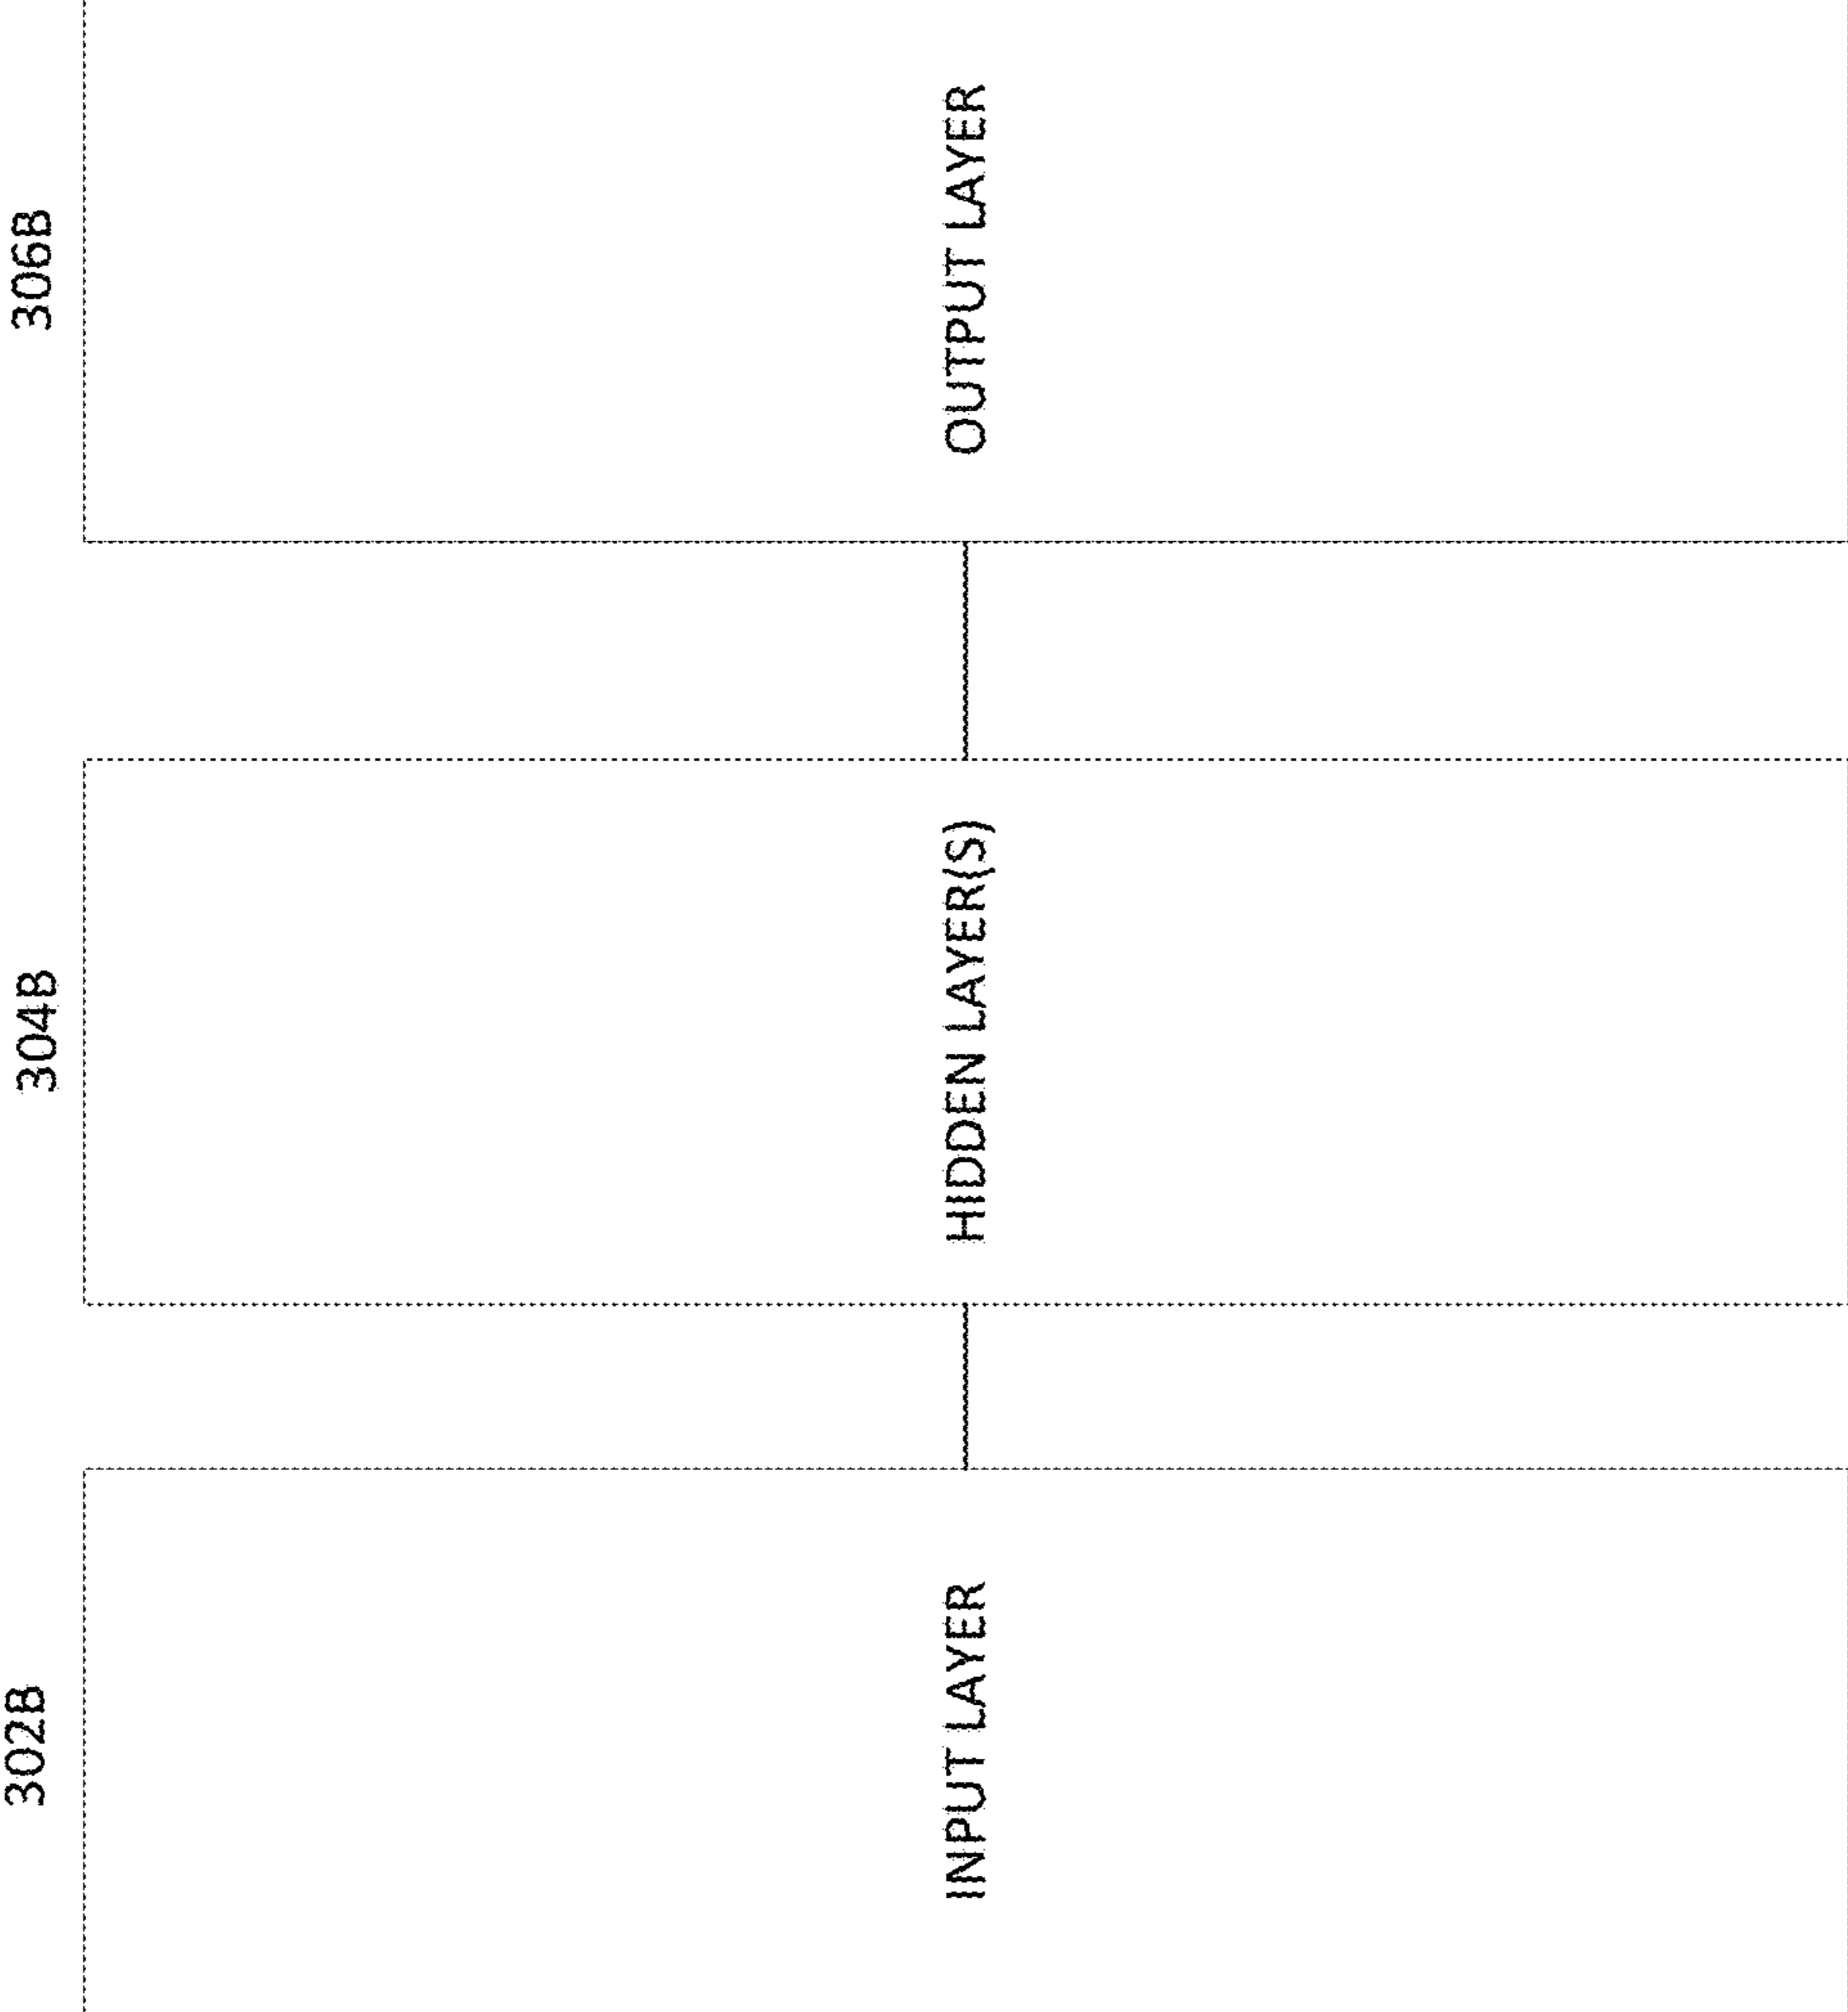 302B
304B
306B
INPUT LAYER
HIDDEN LAYER(S)
OUTPUT LAYER